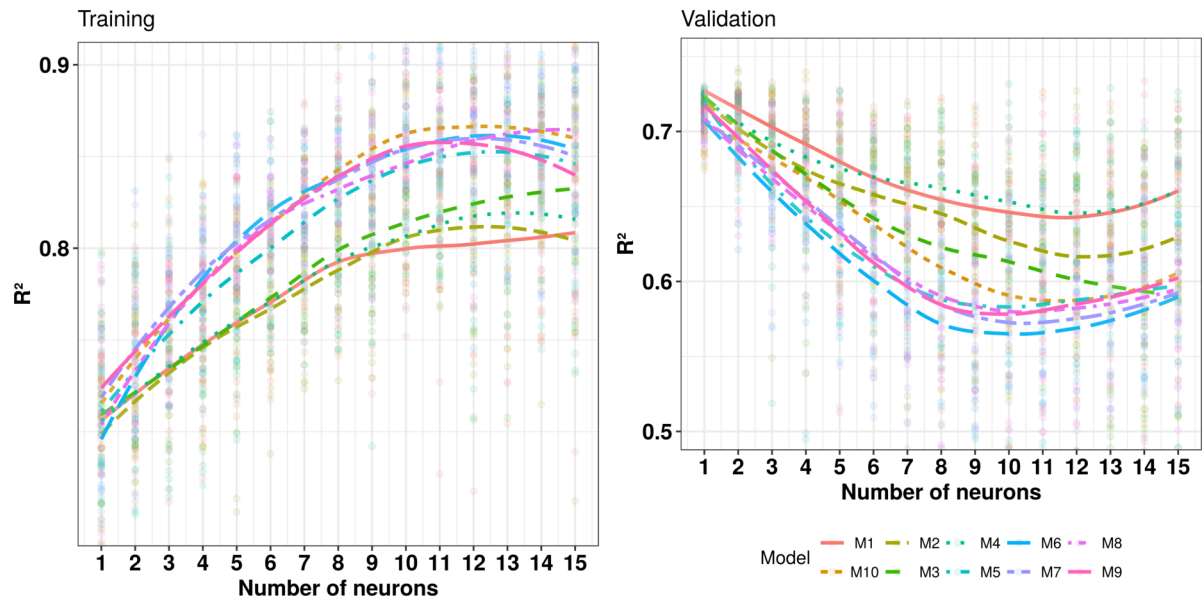 Training
Validation
0.9
0.8
R²
1 2 3 4 5 6 7 8 9 10 11 12 13 14 15
Number of neurons
0.7
0.6
0.5
R²
1 2 3 4 5 6 7 8 9 10 11 12 13 14 15
Number of neurons
Model
M1 M2 M4 M6 M8
M10 M3 M5 M7 M9